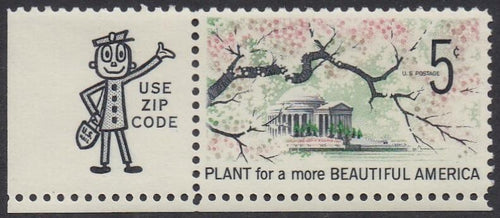 USE
ZIP
CODE
5¢
U.S. POSTAGE
PLANT for a more BEAUTIFUL AMERICA